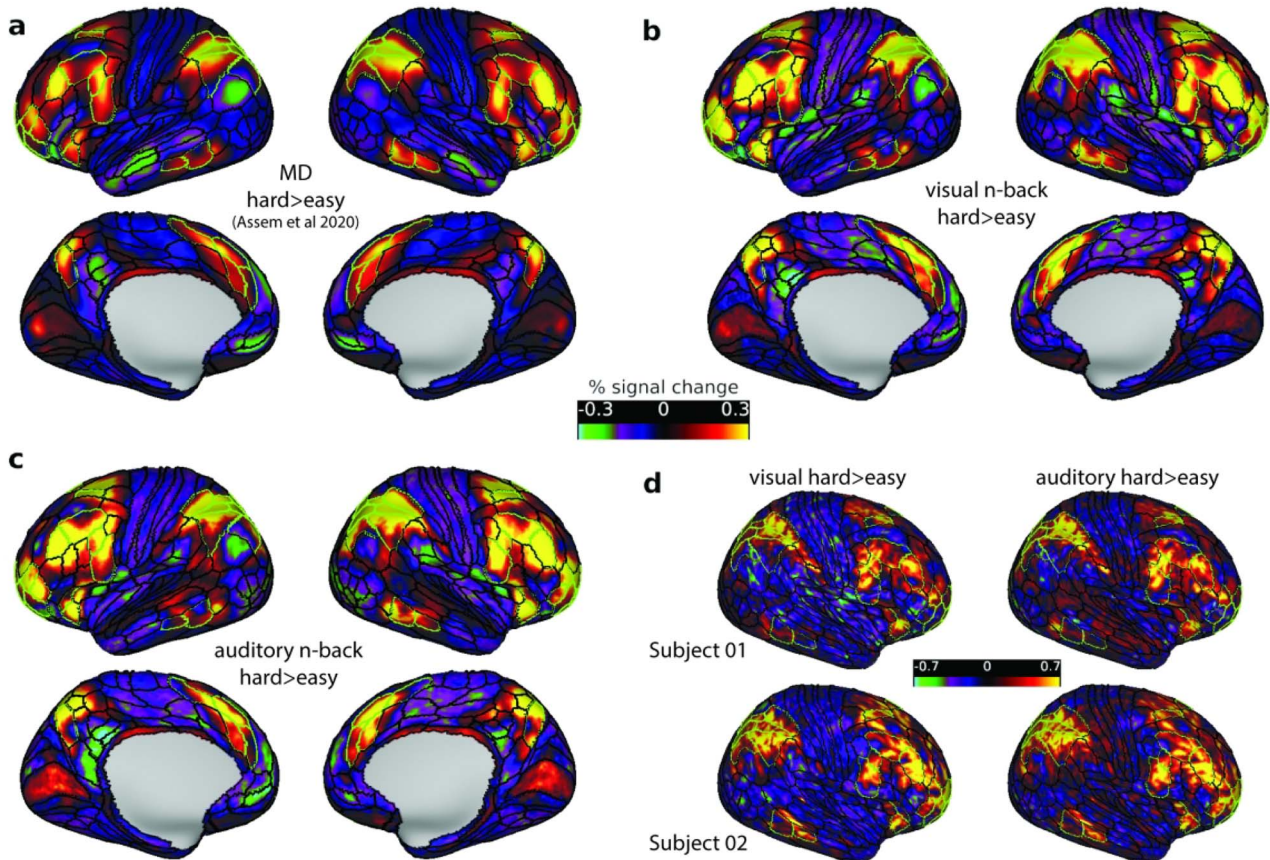 a
MD
hard>easy
(Assem et al 2020)
b
visual n-back
hard>easy
% signal change
-0.3 0 0.3
c
auditory n-back
hard>easy
d
visual hard>easy auditory hard>easy
Subject 01
-0.7 0 0.7
Subject 02